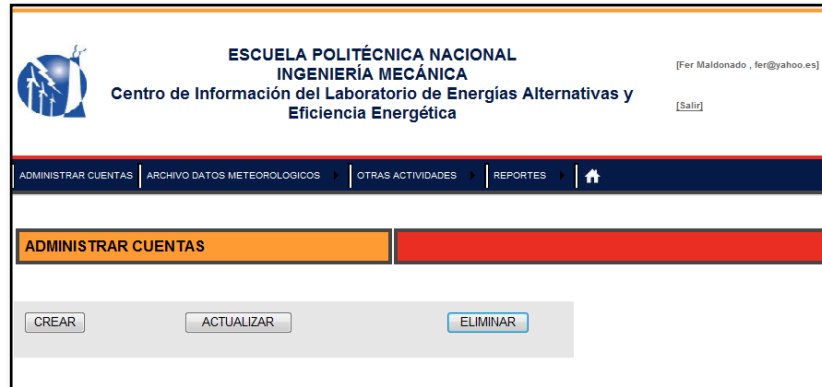 ESCUELA POLITÉCNICA NACIONAL
INGENIERÍA MECÁNICA
Centro de Información del Laboratorio de Energías Alternativas y
Eficiencia Energética
[Fer Maldonado , fer@yahoo.es]
[Salir]
ADMINISTRAR CUENTAS ARCHIVO DATOS METEOROLOGICOS OTRAS ACTIVIDADES REPORTES
ADMINISTRAR CUENTAS
CREAR ACTUALIZAR ELIMINAR